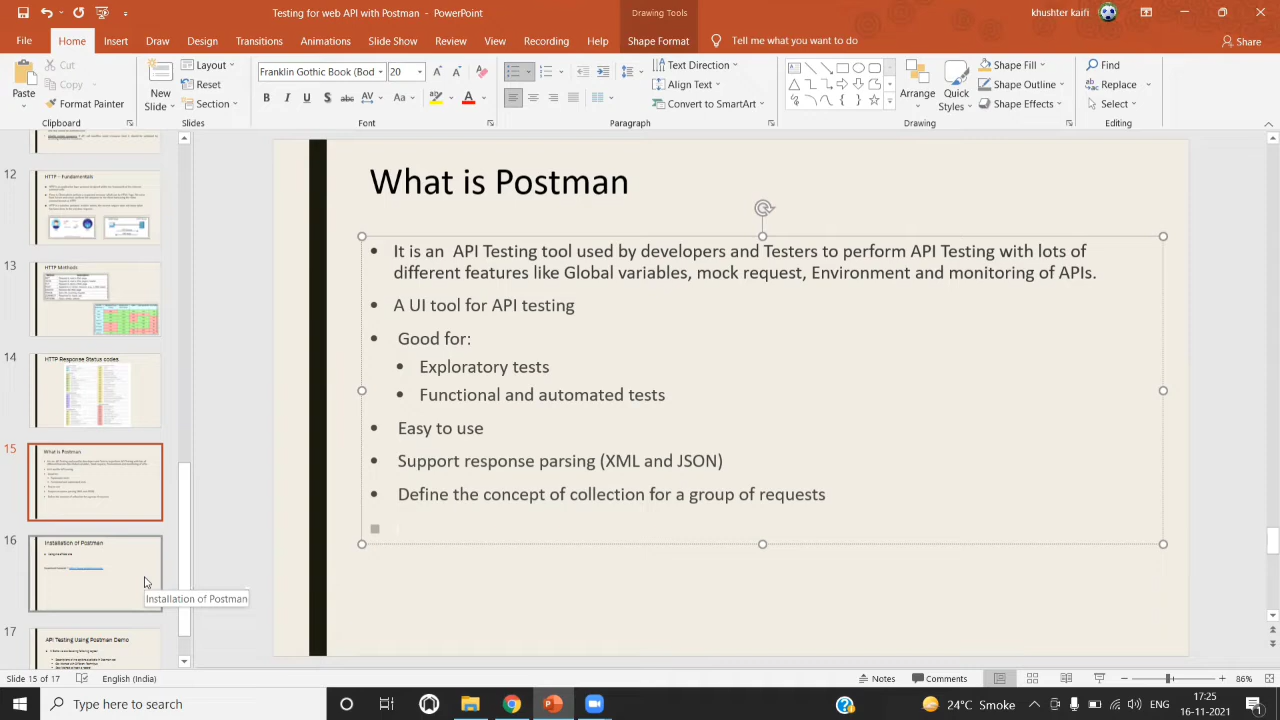 Testing for web API with Postman - PowerPoint
Drawing Tools
khushter kaifi
File Home Insert Draw Design Transitions Animations Slide Show Review View Recording Help Shape Format Tell me what you want to do Share
Paste
Cut
Copy
Format Painter
Clipboard
New Slide
Layout
Reset
Section
Slides
Franklin Gothic Book (Bod 20
B I U S abc AV Aa A
Font
Text Direction
Align Text
Convert to SmartArt
Paragraph
Arrange
Quick Styles
Shape Fill
Shape Outline
Shape Effects
Drawing
Find
Replace
Select
Editing
12
HTTP - Fundamentals
13
HTTP Methods
14
HTTP Response Status codes
15
What is Postman
16
Installation of Postman
Installation of Postman
17
API Testing Using Postman Demo
What is Postman
• It is an API Testing tool used by developers and Testers to perform API Testing with lots of
different features like Global variables, mock request, Environment and monitoring of APIs.
• A UI tool for API testing
• Good for:
• Exploratory tests
• Functional and automated tests
• Easy to use
• Support response parsing (XML and JSON)
• Define the concept of collection for a group of requests
Slide 15 of 17 English (India) Notes Comments 86%
Type here to search
24°C Smoke
ENG
17:25
16-11-2021